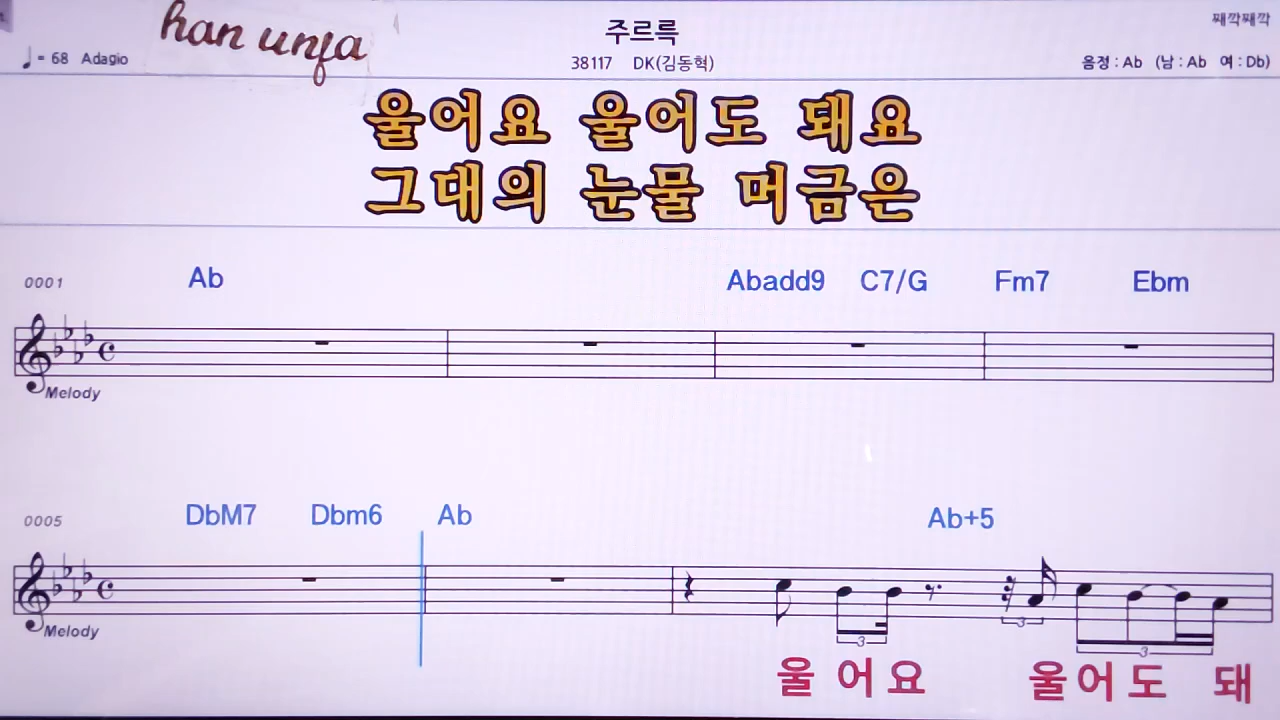 han unja
주르륵
째깍째깍
♩= 68 Adagio
38117 DK(김동혁)
음정 : Ab (남 : Ab 여 : Db)
울어요 울어도 돼요
그대의 눈물 머금은
0001 Ab Abadd9 C7/G Fm7 Ebm
Melody
0005 DbM7 Dbm6 Ab Ab+5
Melody
3 3 3
울 어 요 울 어 도 돼